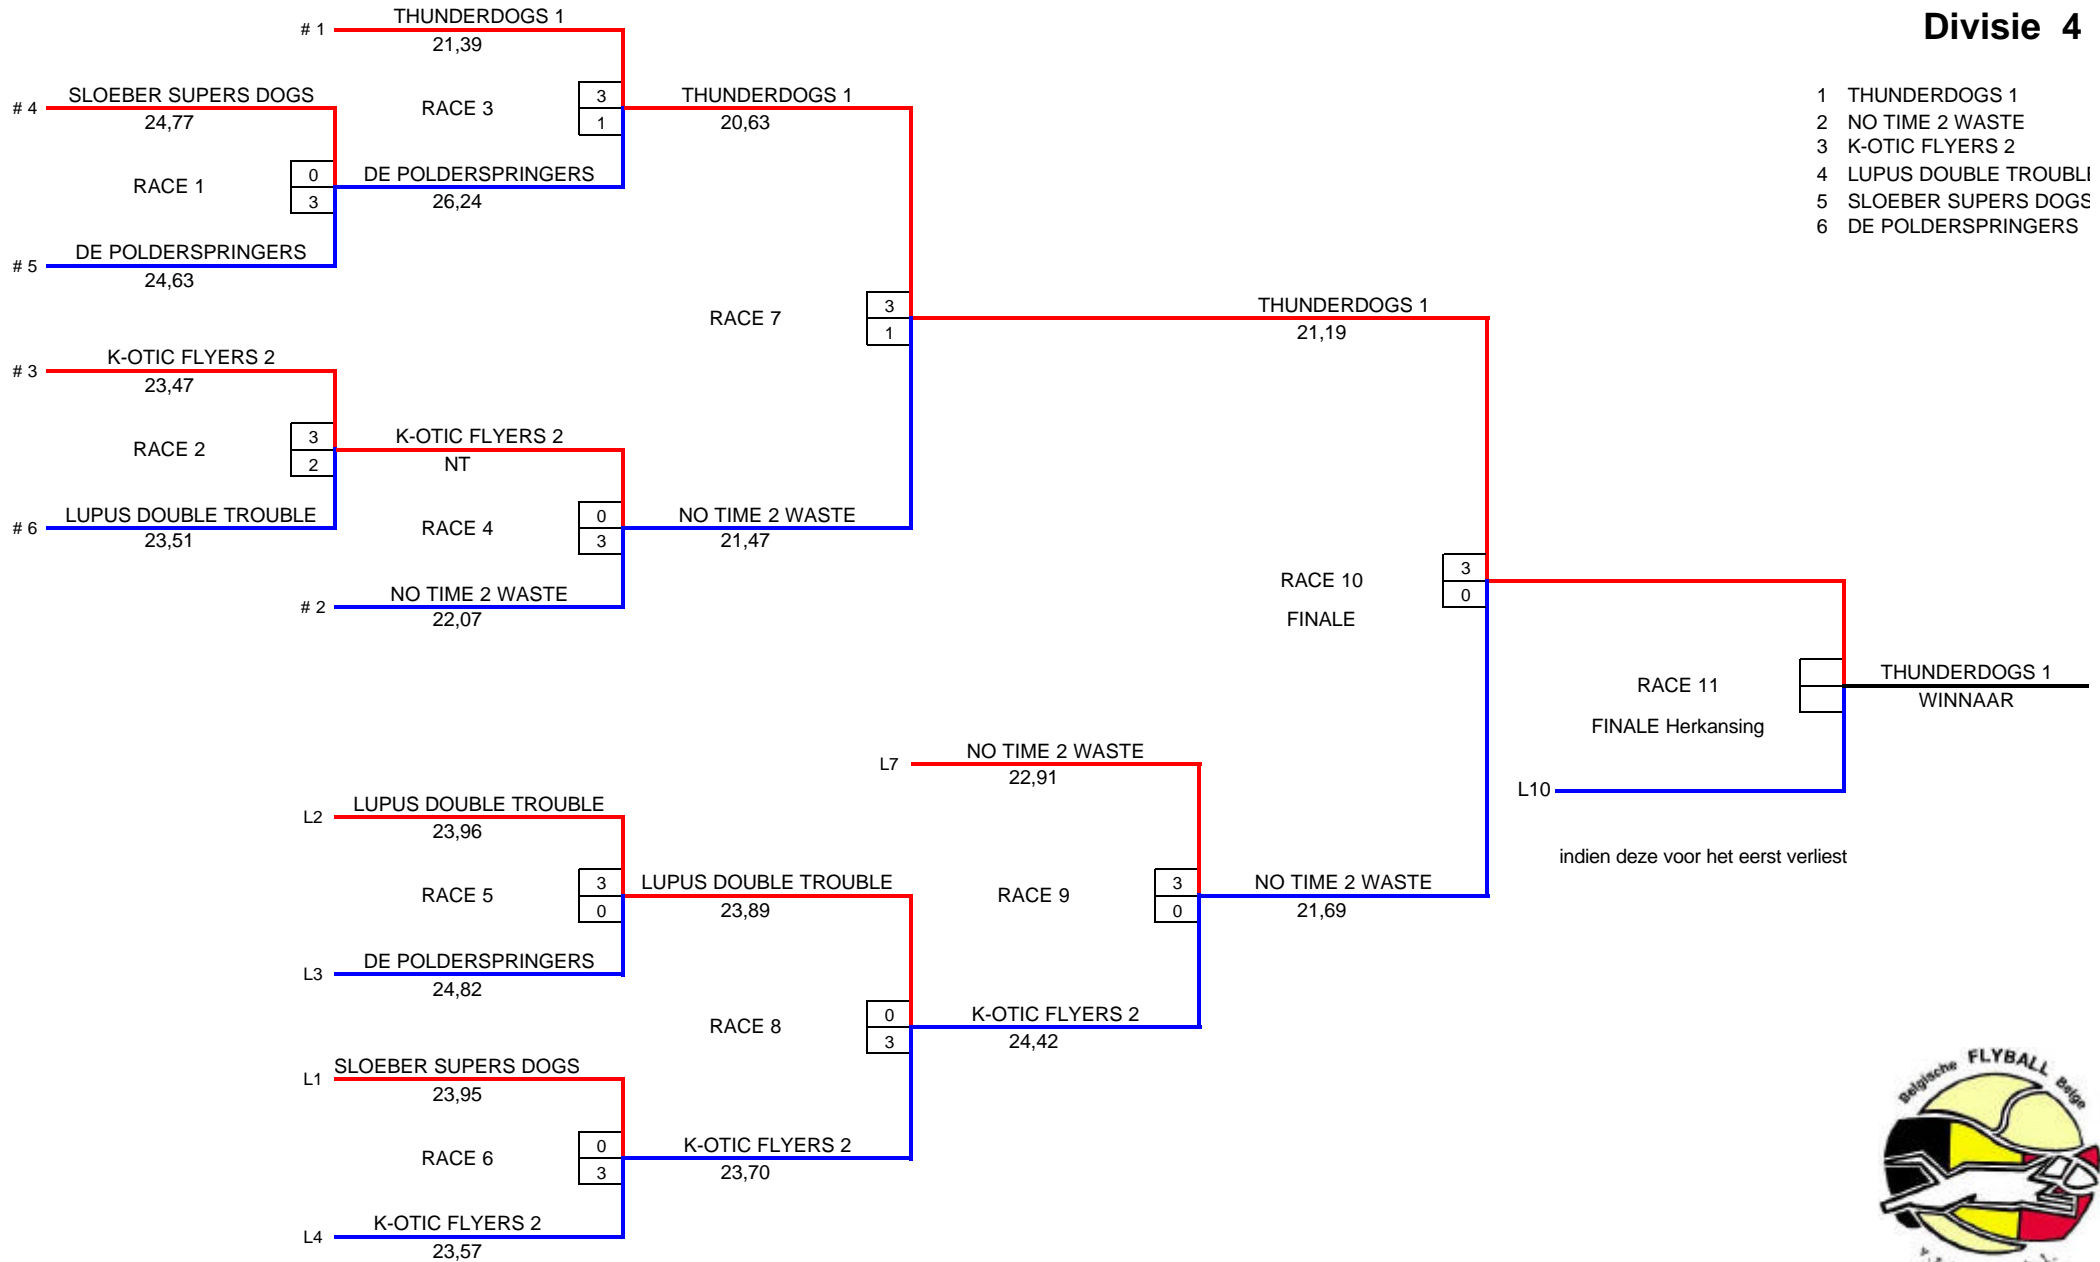 Divisie 4
1 THUNDERDOGS 1
2 NO TIME 2 WASTE
3 K-OTIC FLYERS 2
4 LUPUS DOUBLE TROUBLE
5 SLOEBER SUPERS DOGS
6 DE POLDERSPRINGERS
# 1
THUNDERDOGS 1
21,39
# 4
SLOEBER SUPERS DOGS
24,77
RACE 3
3
1
THUNDERDOGS 1
20,63
RACE 1
0
3
DE POLDERSPRINGERS
26,24
# 5
DE POLDERSPRINGERS
24,63
RACE 7
3
1
THUNDERDOGS 1
21,19
# 3
K-OTIC FLYERS 2
23,47
RACE 2
3
2
K-OTIC FLYERS 2
NT
# 6
LUPUS DOUBLE TROUBLE
23,51
RACE 4
0
3
NO TIME 2 WASTE
21,47
# 2
NO TIME 2 WASTE
22,07
RACE 10
FINALE
3
0
RACE 11
FINALE Herkansing
THUNDERDOGS 1
WINNAAR
L10
indien deze voor het eerst verliest
L7
NO TIME 2 WASTE
22,91
L2
LUPUS DOUBLE TROUBLE
23,96
RACE 5
3
0
LUPUS DOUBLE TROUBLE
23,89
RACE 9
3
0
NO TIME 2 WASTE
21,69
L3
DE POLDERSPRINGERS
24,82
RACE 8
0
3
K-OTIC FLYERS 2
24,42
L1
SLOEBER SUPERS DOGS
23,95
RACE 6
0
3
K-OTIC FLYERS 2
23,70
L4
K-OTIC FLYERS 2
23,57
Belgische FLYBALL Belge